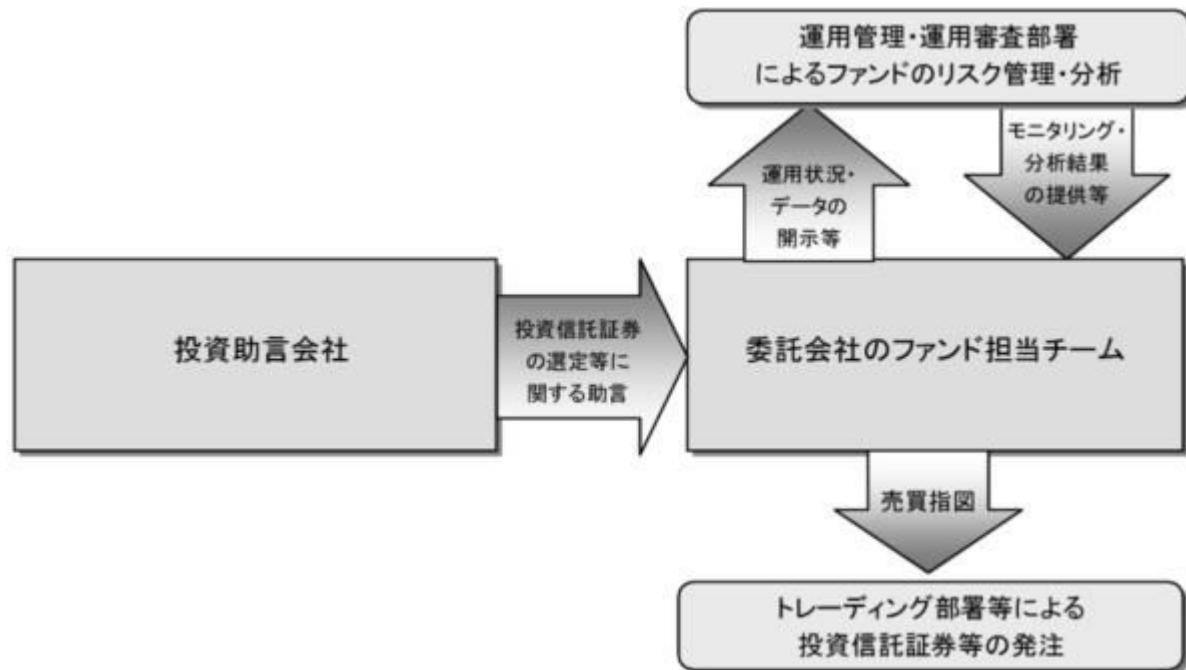 運用管理・運用審査部署
によるファンドのリスク管理・分析
運用状況・
データの
開示等
モニタリング・
分析結果
の提供等
投資助言会社
投資信託証券
の選定等に
関する助言
委託会社のファンド担当チーム
売買指図
トレーディング部署等による
投資信託証券等の発注